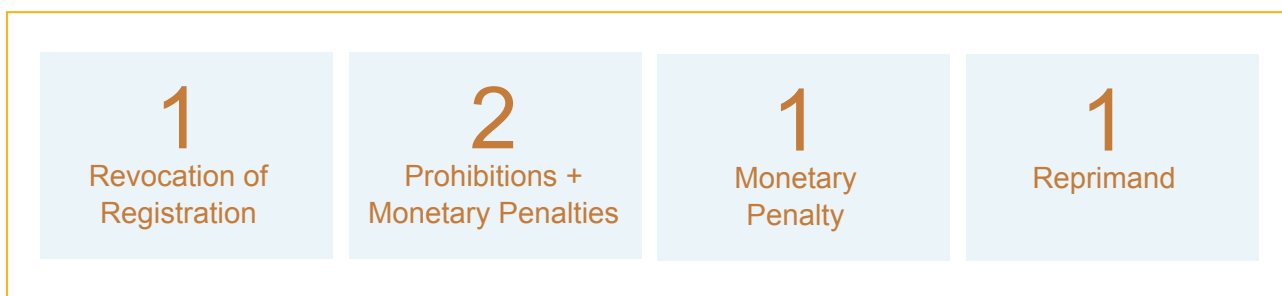 1
Revocation of
Registration
2
Prohibitions +
Monetary Penalties
1
Monetary
Penalty
1
Reprimand